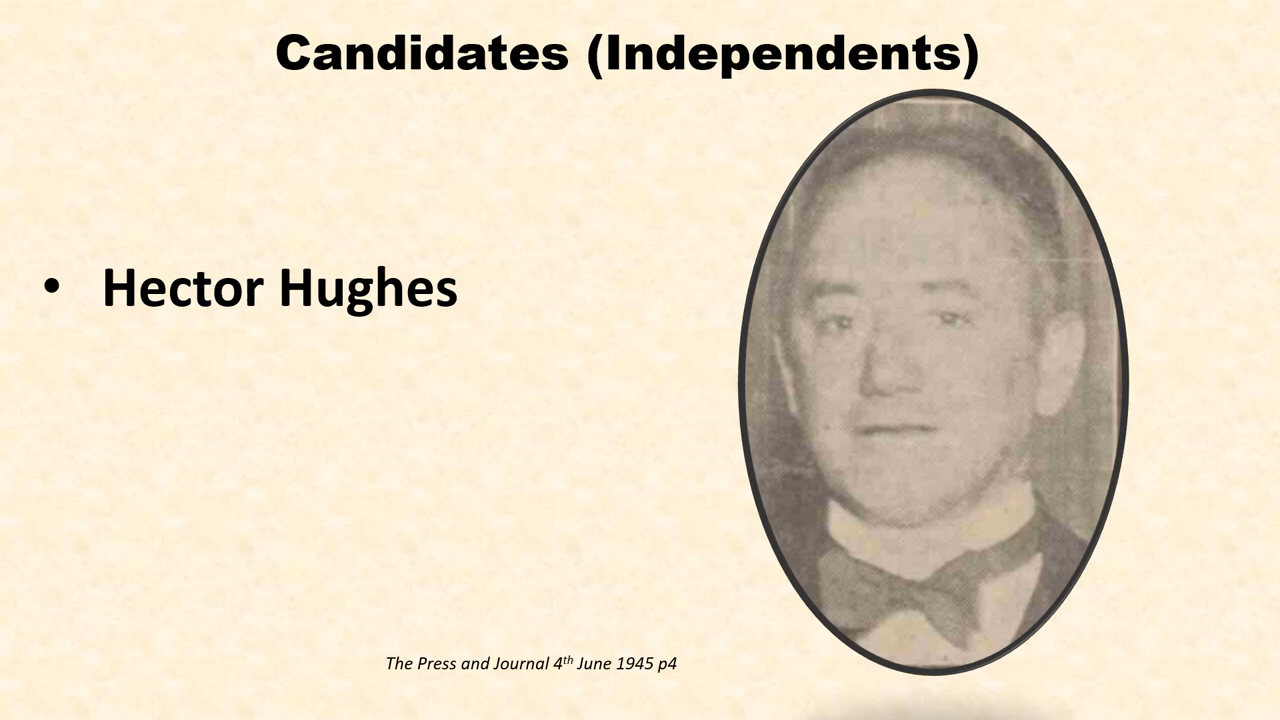 Candidates (Independents)
• Hector Hughes
The Press and Journal 4th June 1945 p4